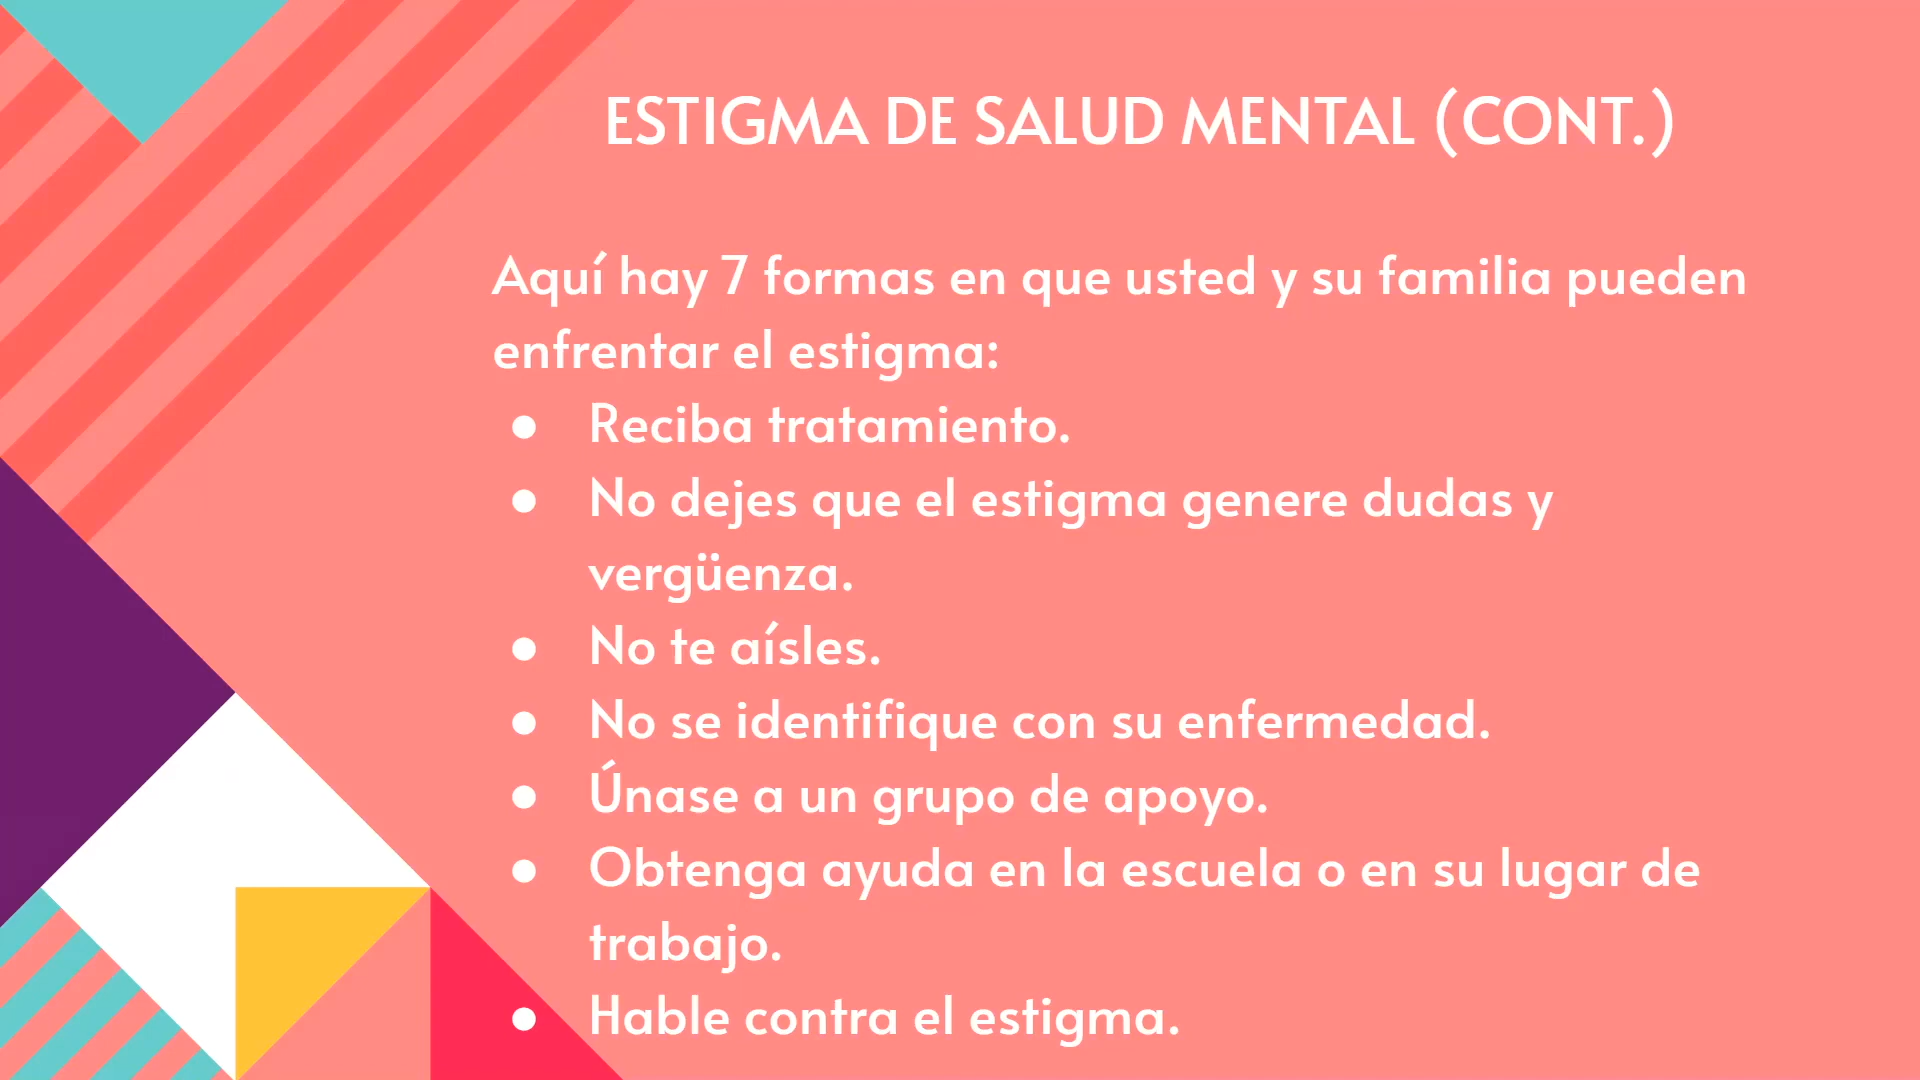 ESTIGMA DE SALUD MENTAL (CONT.)
Aquí hay 7 formas en que usted y su familia pueden
enfrentar el estigma:
● Reciba tratamiento.
● No dejes que el estigma genere dudas y
vergüenza.
● No te aísles.
● No se identifique con su enfermedad.
● Únase a un grupo de apoyo.
● Obtenga ayuda en la escuela o en su lugar de
trabajo.
● Hable contra el estigma.